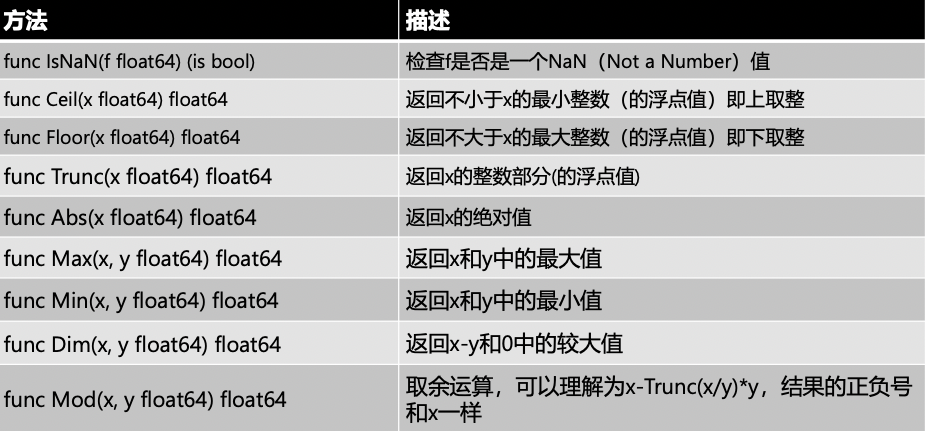 方法 描述
func IsNaN(f float64) (is bool) 检查f是否是一个NaN（Not a Number）值
func Ceil(x float64) float64 返回不小于x的最小整数（的浮点值）即上取整
func Floor(x float64) float64 返回不大于x的最大整数（的浮点值）即下取整
func Trunc(x float64) float64 返回x的整数部分(的浮点值)
func Abs(x float64) float64 返回x的绝对值
func Max(x, y float64) float64 返回x和y中的最大值
func Min(x, y float64) float64 返回x和y中的最小值
func Dim(x, y float64) float64 返回x-y和0中的较大值
func Mod(x, y float64) float64 取余运算，可以理解为x-Trunc(x/y)*y，结果的正负号
和x一样